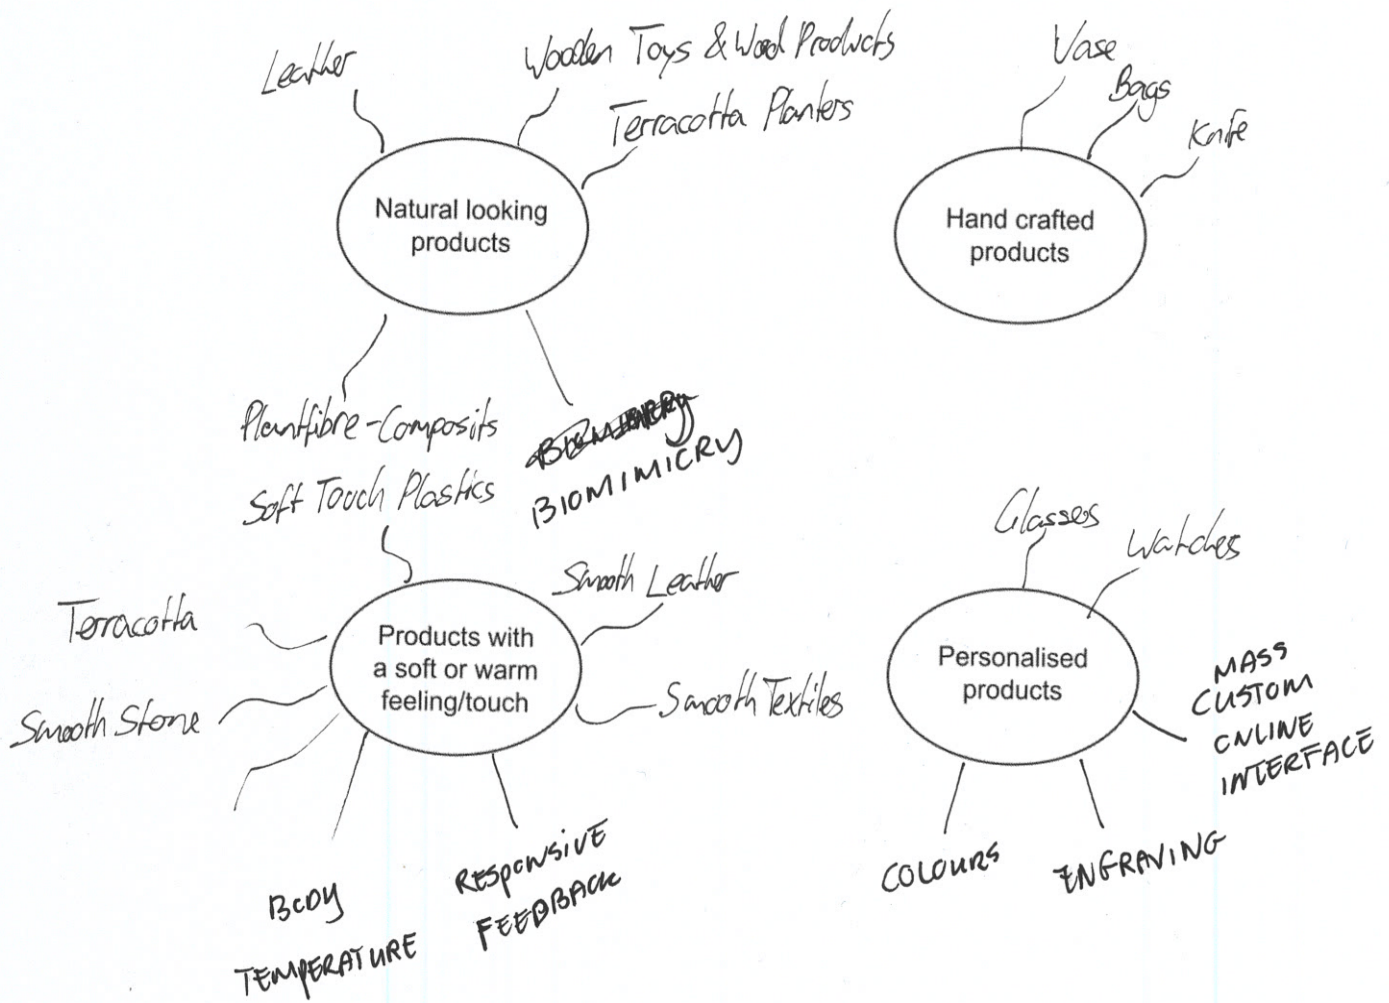 Leather
Wooden Toys & Wood Products
Terracotta Planters
Natural looking
products
Plantfibre-Composits
BIOMIMICRY
Vase
Bags
Knife
Hand crafted
products
Soft Touch Plastics
Smooth Leather
Terracotta
Products with
a soft or warm
feeling/touch
Smooth Stone
Smooth Textiles
BODY
TEMPERATURE
RESPONSIVE
FEEDBACK
Glasses
Watches
Personalised
products
MASS
CUSTOM
ONLINE
INTERFACE
COLOURS
ENGRAVING